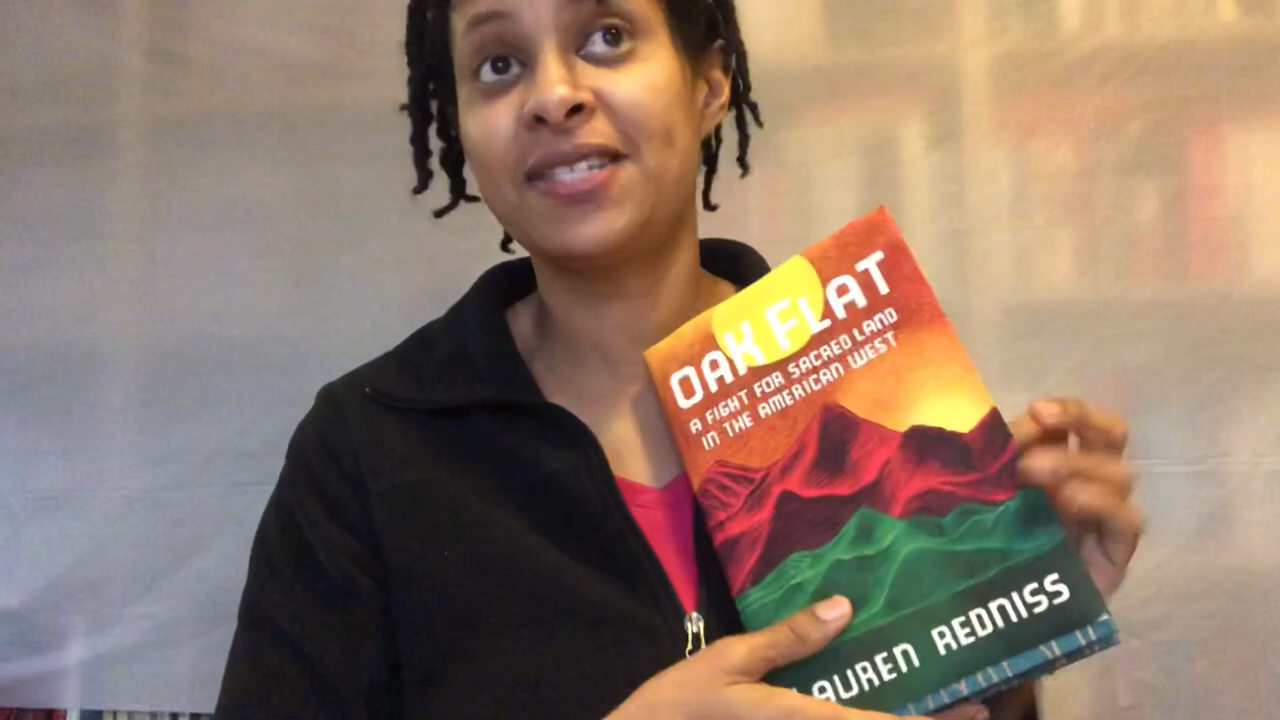 OAK FLAT
A FIGHT FOR SACRED LAND
IN THE AMERICAN WEST
LAUREN REDNISS